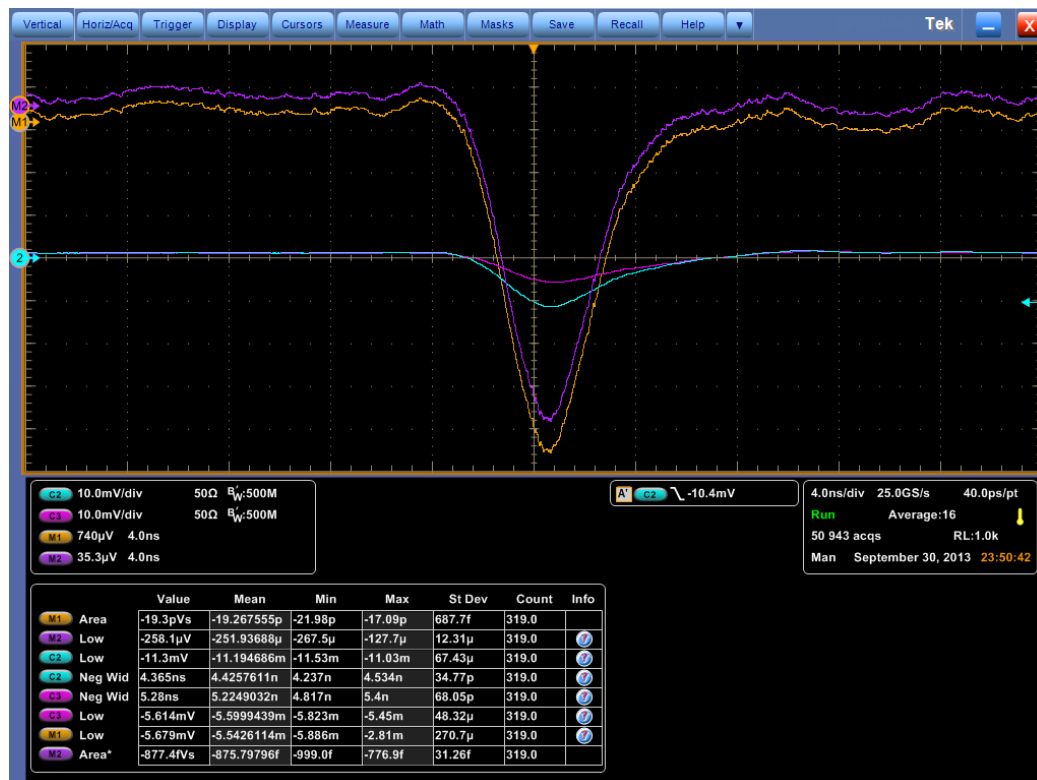 Vertical Horiz/Acq Trigger Display Cursors Measure Math Masks Save Recall Help Tek X
M2
M1
2
C2 10.0mV/div 50Ω BW:500M
C3 10.0mV/div 50Ω BW:500M
M1 740µV 4.0ns
M2 35.3µV 4.0ns
A' C2 -10.4mV
4.0ns/div 25.0GS/s 40.0ps/pt
Run Average:16
50 943 acqs RL:1.0k
Man September 30, 2013 23:50:42
Value Mean Min Max St Dev Count Info
M1 Area -19.3pVs -19.267555p -21.98p -17.09p 687.7f 319.0
M2 Low -258.1µV -251.93688µ -267.5µ -127.7µ 12.31µ 319.0
C2 Low -11.3mV -11.194686m -11.53m -11.03m 67.43µ 319.0
C2 Neg Wid 4.365ns 4.4257611n 4.237n 4.534n 34.77p 319.0
C3 Neg Wid 5.28ns 5.2249032n 4.817n 5.4n 68.05p 319.0
C3 Low -5.614mV -5.5999439m -5.823m -5.45m 48.32µ 319.0
M1 Low -5.679mV -5.5426114m -5.886m -2.81m 270.7µ 319.0
M2 Area* -877.4fVs -875.79796f -999.0f -776.9f 31.26f 319.0